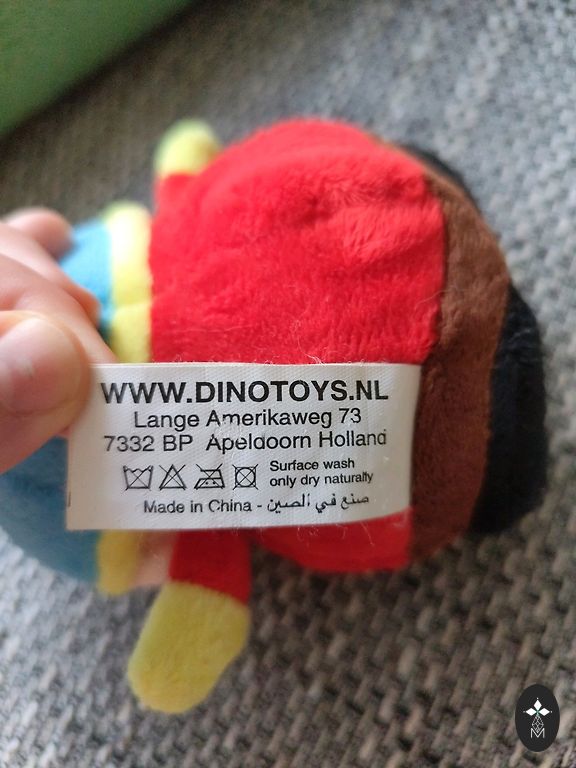 WWW.DINOTOYS.NL
Lange Amerikaweg 73
7332 BP Apeldoorn Holland
Surface wash
only dry naturally
Made in China - صنع في الصين
M